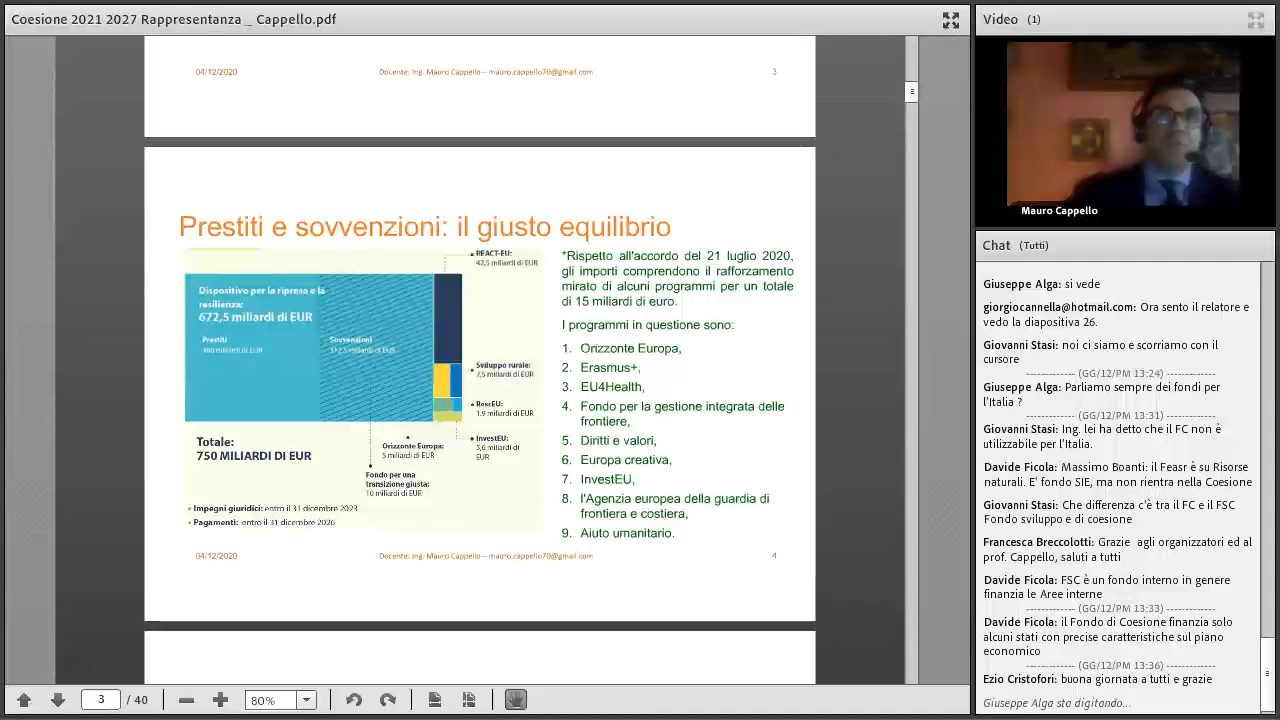 Coesione 2021 2027 Rappresentanza _ Cappello.pdf
04/12/2020
Docente: Ing. Mauro Cappello – mauro.cappello70@gmail.com
3
Prestiti e sovvenzioni: il giusto equilibrio
Dispositivo per la ripresa e la
resilienza:
672,5 miliardi di EUR
Prestiti
360 miliardi di EUR
Sovvenzioni
312,5 miliardi di EUR
REACT-EU:
47,5 miliardi di EUR
Sviluppo rurale:
7,5 miliardi di EUR
RescEU:
1.9 miliardi di EUR
InvestEU:
5,6 miliardi di
EUR
Orizzonte Europa:
5 miliardi di EUR
Fondo per una
transizione giusta:
10 miliardi di EUR
Totale:
750 MILIARDI DI EUR
• Impegni giuridici: entro il 31 dicembre 2023
• Pagamenti: entro il 31 dicembre 2026
*Rispetto all'accordo del 21 luglio 2020,
gli importi comprendono il rafforzamento
mirato di alcuni programmi per un totale
di 15 miliardi di euro.
I programmi in questione sono:
1. Orizzonte Europa,
2. Erasmus+,
3. EU4Health,
4. Fondo per la gestione integrata delle
frontiere,
5. Diritti e valori,
6. Europa creativa,
7. InvestEU,
8. l'Agenzia europea della guardia di
frontiera e costiera,
9. Aiuto umanitario.
04/12/2020
Docente: Ing. Mauro Cappello – mauro.cappello70@gmail.com
4
3 / 40
80%
Video (1)
Mauro Cappello
Chat (Tutti)
Giuseppe Alga: si vede
giorgiocannella@hotmail.com: Ora sento il relatore e
vedo la diapositiva 26.
Giovanni Stasi: noi ci siamo e scorriamo con il
cursore
------------ (GG/12/PM 13:24) ------------
Giuseppe Alga: Parliamo sempre dei fondi per
l'Italia ?
------------ (GG/12/PM 13:31) ------------
Giovanni Stasi: Ing. lei ha detto che il FC non è
utilizzabile per l'Italia.
Davide Ficola: Massimo Boanti: il Feasr è su Risorse
naturali. E' fondo SIE, ma non rientra nella Coesione
Giovanni Stasi: Che differenza c'è tra il FC e il FSC
Fondo sviluppo e di coesione
Francesca Breccolotti: Grazie agli organizzatori ed al
prof. Cappello, saluti a tutti
Davide Ficola: FSC è un fondo interno in genere
finanzia le Aree interne
------------ (GG/12/PM 13:33) ------------
Davide Ficola: il Fondo di Coesione finanzia solo
alcuni stati con precise caratteristiche sul piano
economico
------------ (GG/12/PM 13:36) ------------
Ezio Cristofori: buona giornata a tutti e grazie
Giuseppe Alga sta digitando...